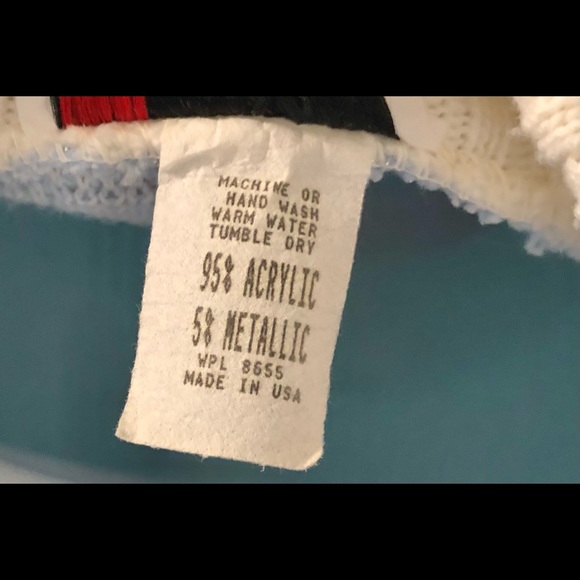 MACHINE OR
HAND WASH
WARM WATER
TUMBLE DRY
95% ACRYLIC
5% METALLIC
WPL 8655
MADE IN USA